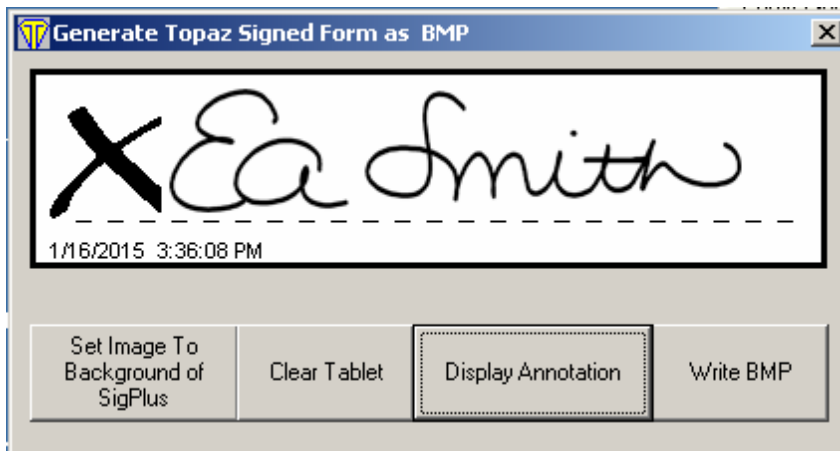 Generate Topaz Signed Form as BMP
X Ea Smith
1/16/2015 3:36:08 PM
Set Image To
Background of
SigPlus
Clear Tablet
Display Annotation
Write BMP